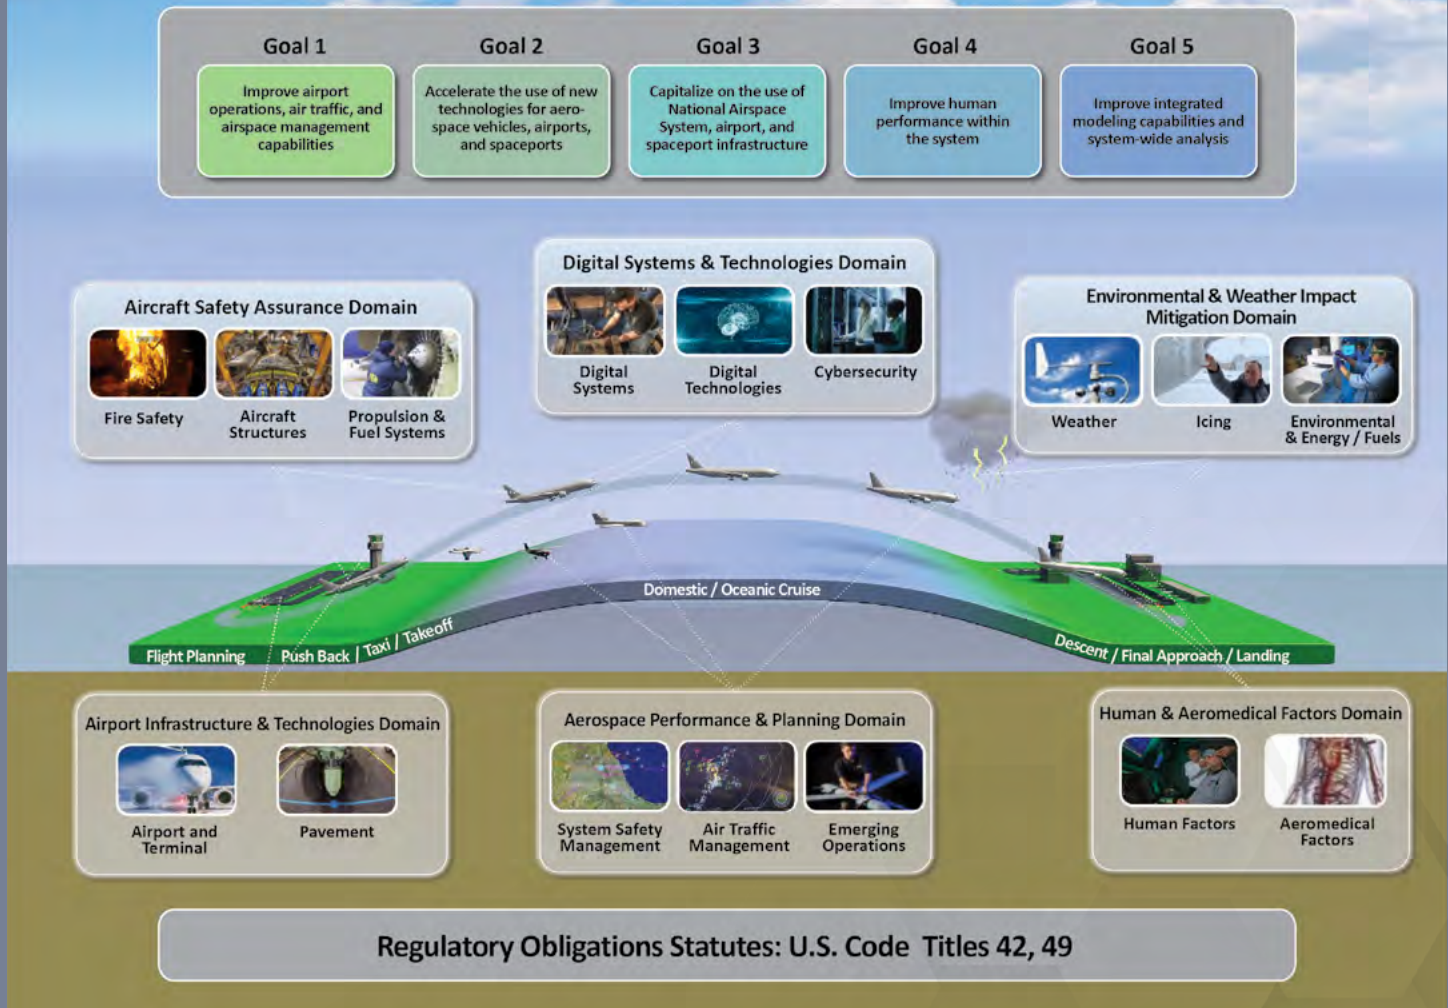 Goal 1
Improve airport
operations, air traffic, and
airspace management
capabilities
Goal 2
Accelerate the use of new
technologies for aero-
space vehicles, airports,
and spaceports
Goal 3
Capitalize on the use of
National Airspace
System, airport, and
spaceport infrastructure
Goal 4
Improve human
performance within
the system
Goal 5
Improve integrated
modeling capabilities and
system-wide analysis
Aircraft Safety Assurance Domain
Fire Safety
Aircraft
Structures
Propulsion &
Fuel Systems
Digital Systems & Technologies Domain
Digital
Systems
Digital
Technologies
Cybersecurity
Environmental & Weather Impact
Mitigation Domain
Weather
Icing
Environmental
& Energy / Fuels
Flight Planning
Push Back / Taxi / Takeoff
Domestic / Oceanic Cruise
Descent / Final Approach / Landing
Airport Infrastructure & Technologies Domain
Airport and
Terminal
Pavement
Aerospace Performance & Planning Domain
System Safety
Management
Air Traffic
Management
Emerging
Operations
Human & Aeromedical Factors Domain
Human Factors
Aeromedical
Factors
Regulatory Obligations Statutes: U.S. Code Titles 42, 49